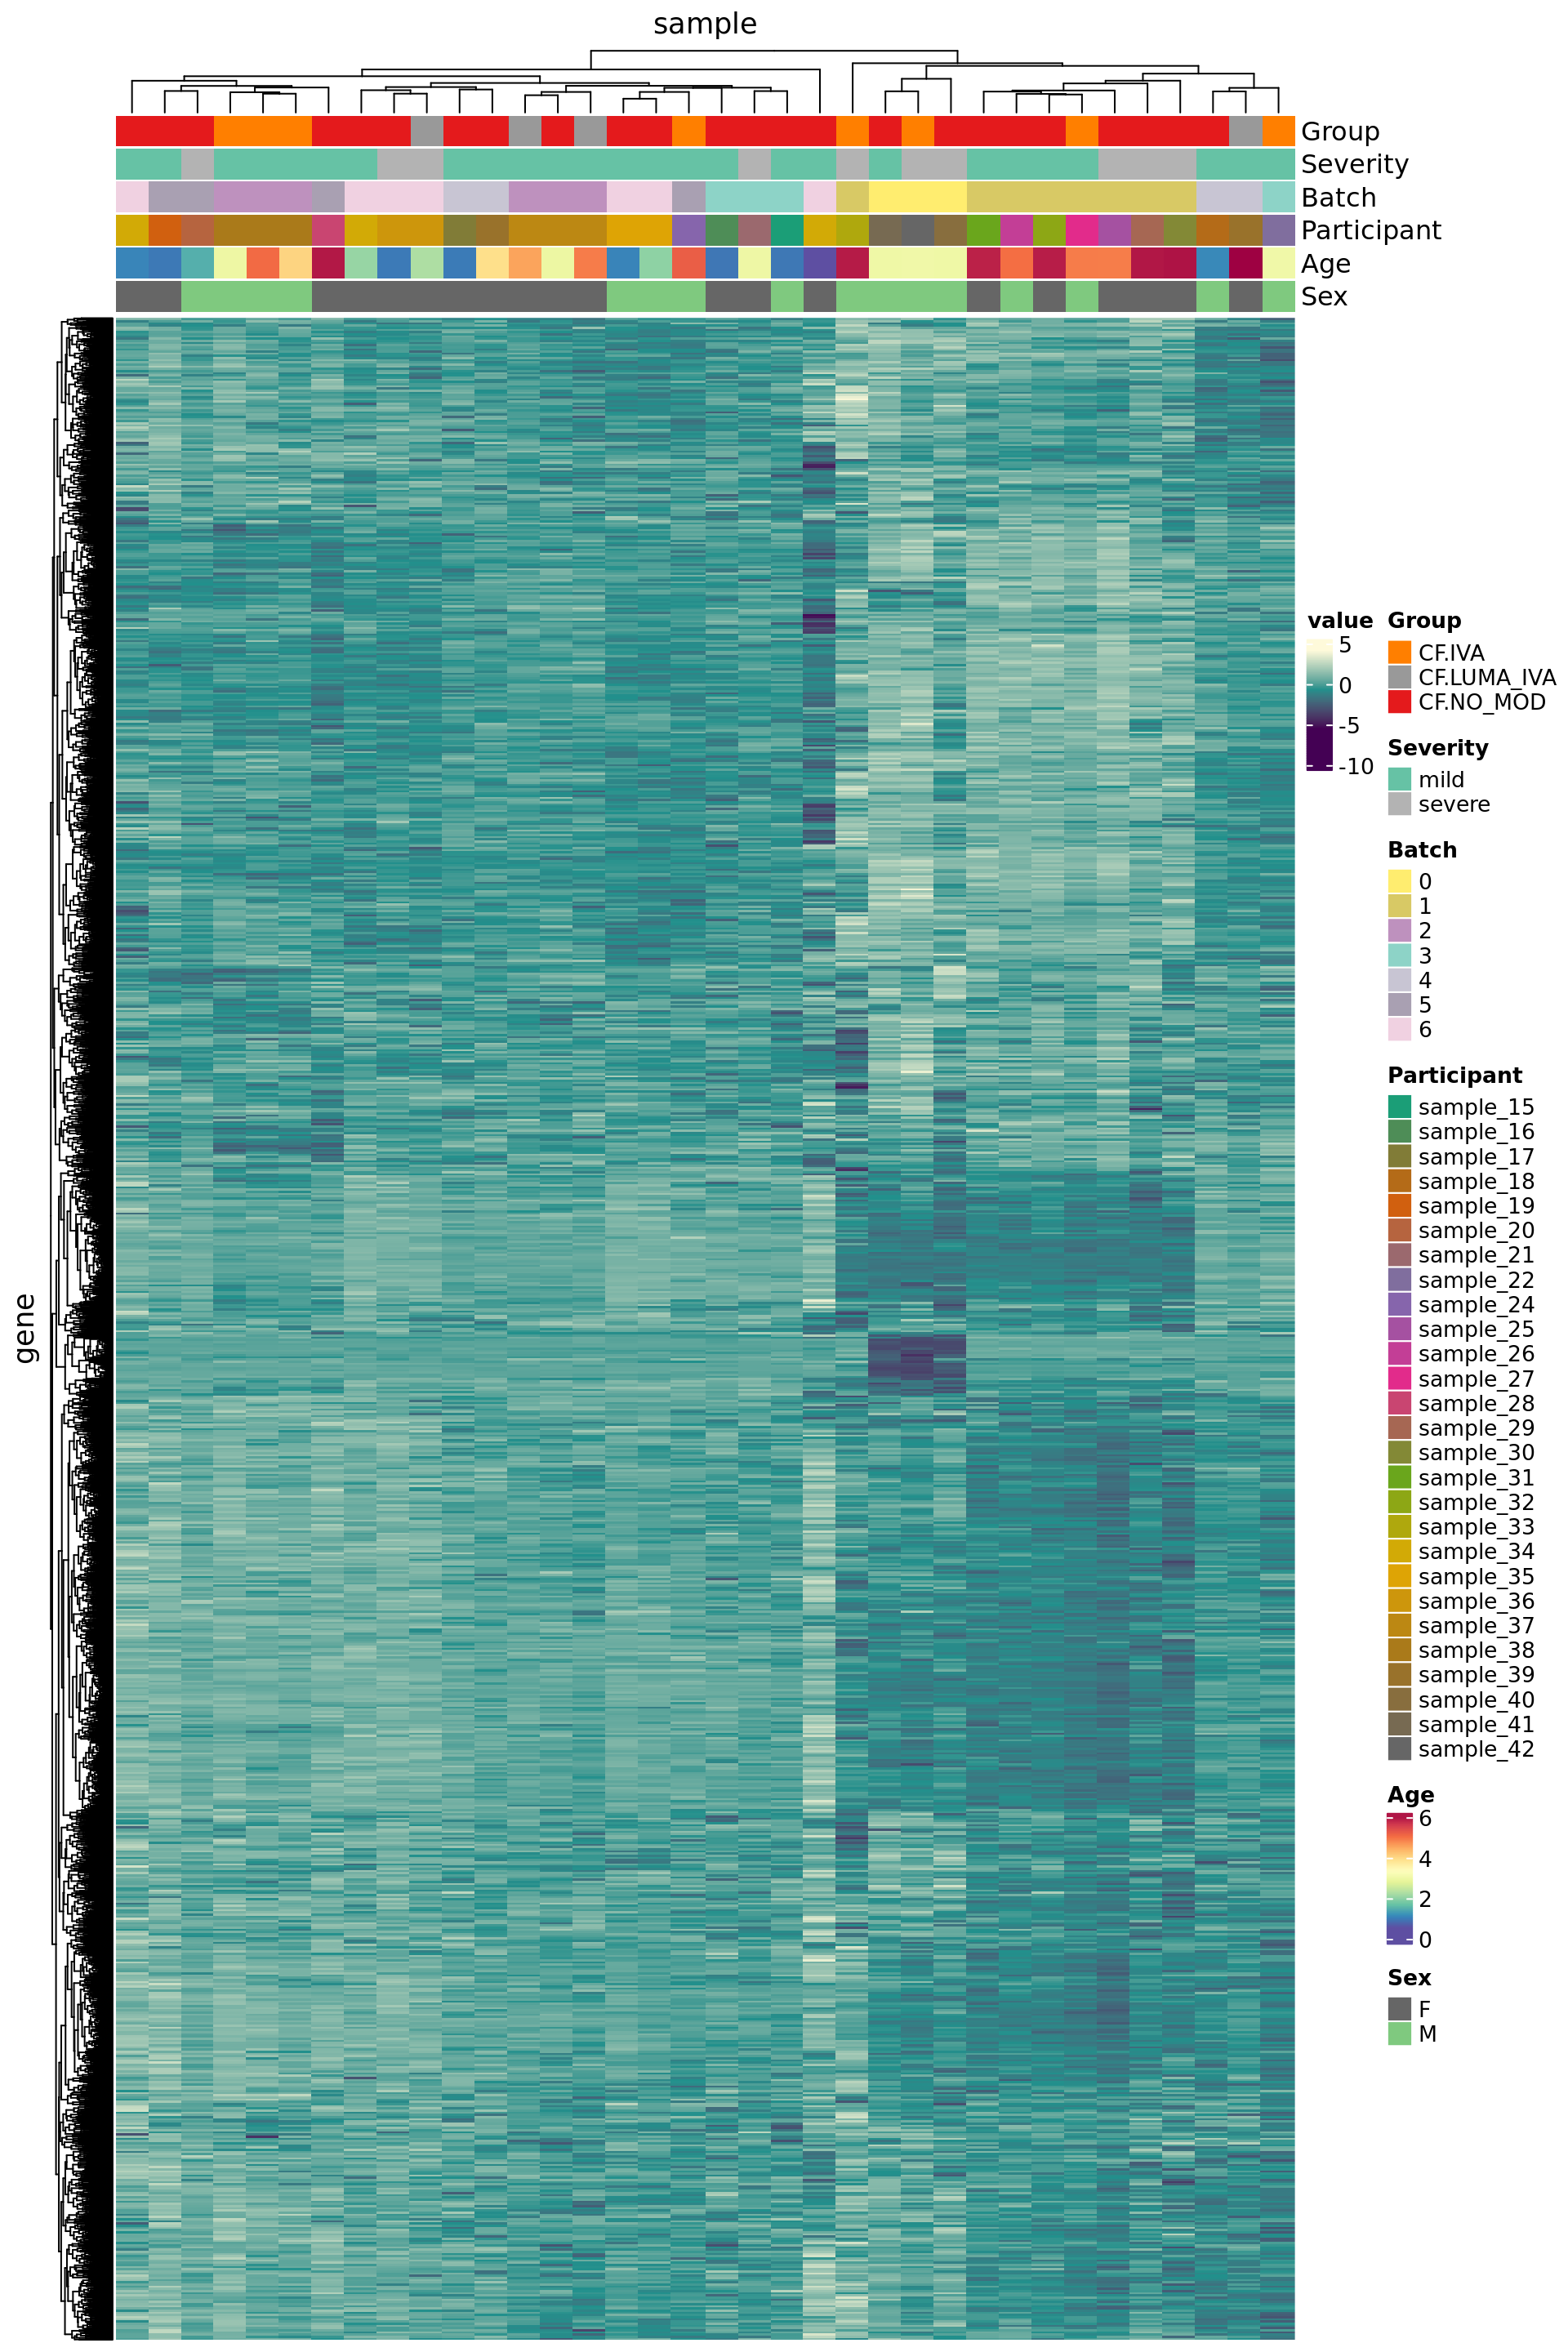 sample
Group
Severity
Batch
Participant
Age
Sex
gene
value
5
0
-5
-10
Group
CF.IVA
CF.LUMA_IVA
CF.NO_MOD
Severity
mild
severe
Batch
0
1
2
3
4
5
6
Participant
sample_15
sample_16
sample_17
sample_18
sample_19
sample_20
sample_21
sample_22
sample_24
sample_25
sample_26
sample_27
sample_28
sample_29
sample_30
sample_31
sample_32
sample_33
sample_34
sample_35
sample_36
sample_37
sample_38
sample_39
sample_40
sample_41
sample_42
Age
6
4
2
0
Sex
F
M